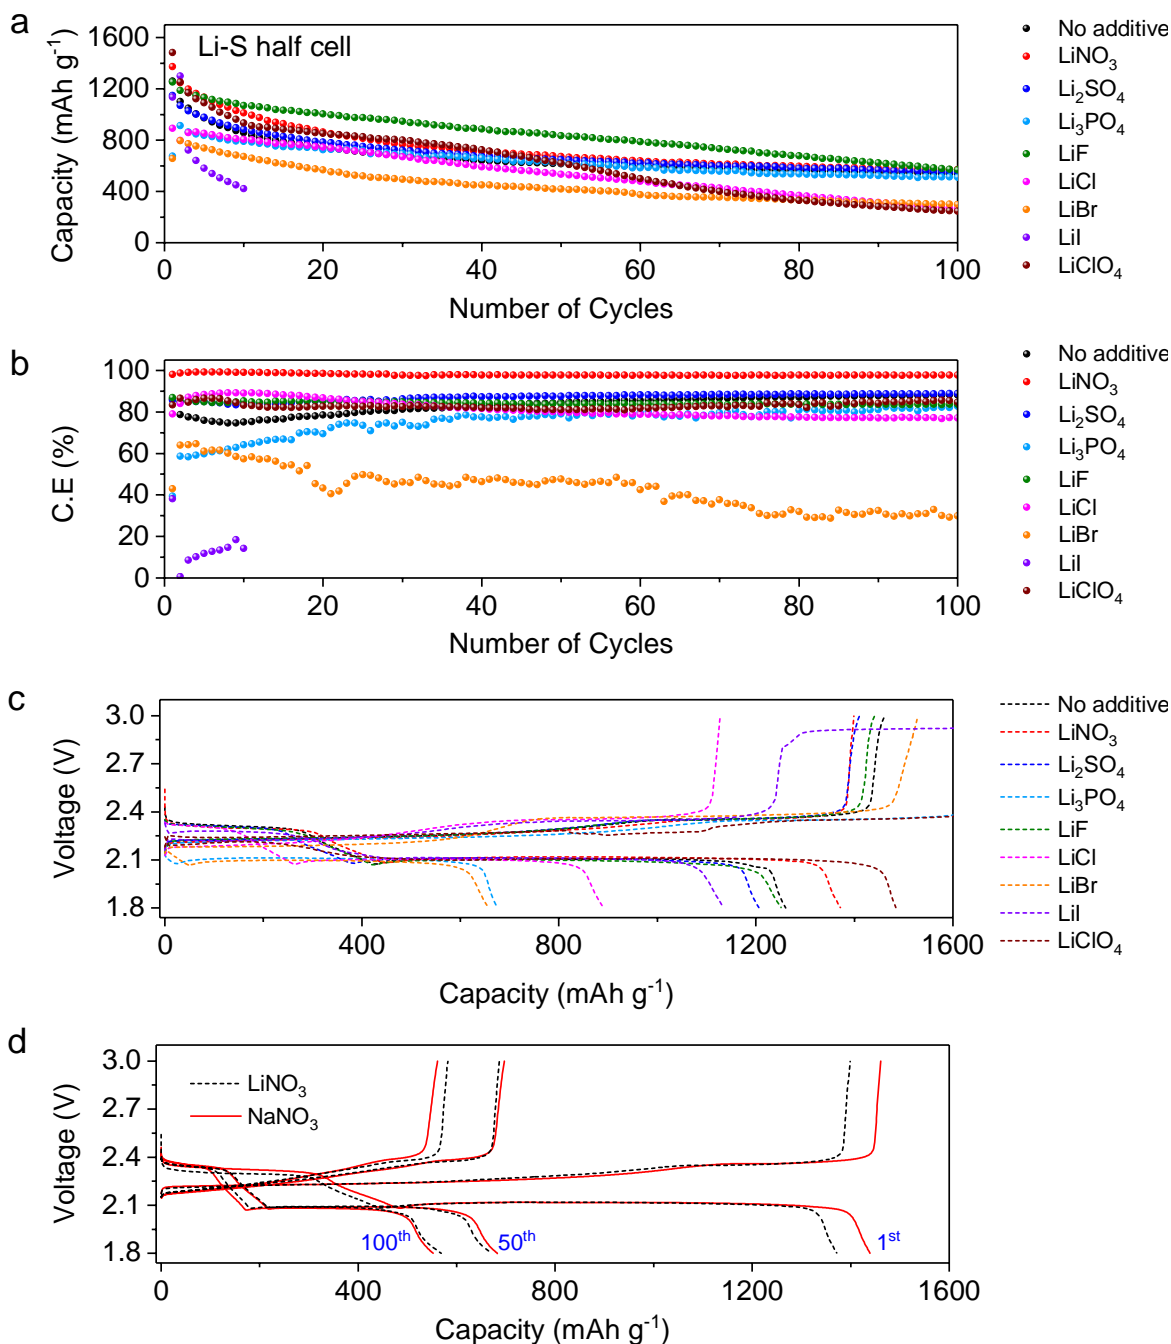 a
Li-S half cell
1600
1200
800
400
0
0 20 40 60 80 100
Capacity (mAh g⁻¹)
Number of Cycles
No additive
LiNO₃
Li₂SO₄
Li₃PO₄
LiF
LiCl
LiBr
LiI
LiClO₄
b
100
80
60
40
20
0
0 20 40 60 80 100
C.E (%)
Number of Cycles
No additive
LiNO₃
Li₂SO₄
Li₃PO₄
LiF
LiCl
LiBr
LiI
LiClO₄
c
3.0
2.7
2.4
2.1
1.8
0 400 800 1200 1600
Voltage (V)
Capacity (mAh g⁻¹)
No additive
LiNO₃
Li₂SO₄
Li₃PO₄
LiF
LiCl
LiBr
LiI
LiClO₄
d
3.0
2.7
2.4
2.1
1.8
0 400 800 1200 1600
Voltage (V)
LiNO₃
NaNO₃
100ᵗʰ 50ᵗʰ 1ˢᵗ
Capacity (mAh g⁻¹)